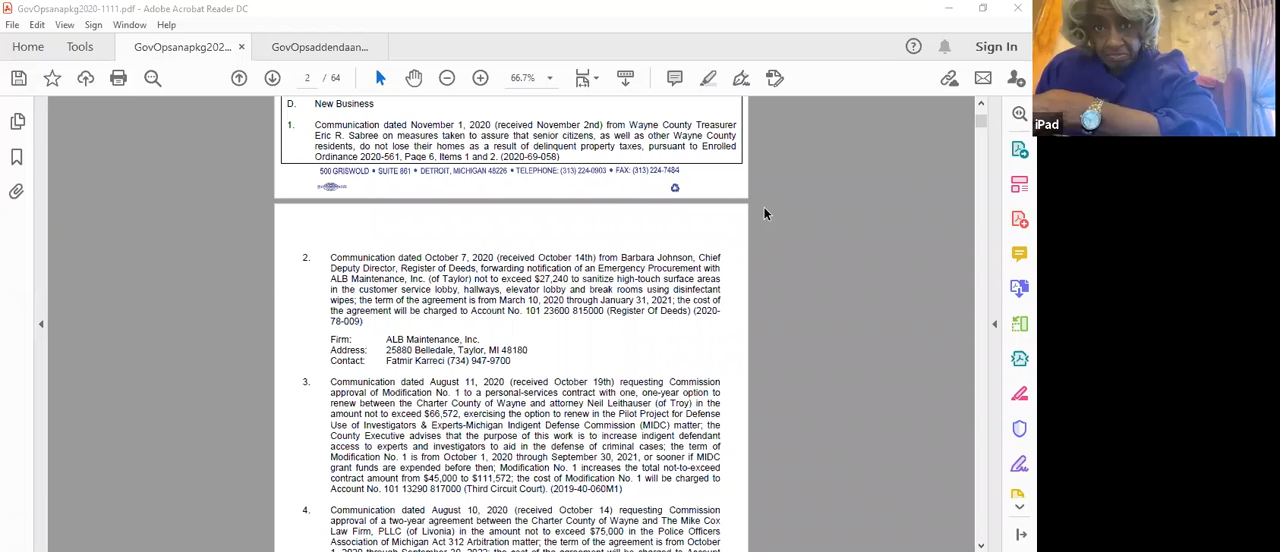 GovOpsanapkg2020-1111.pdf - Adobe Acrobat Reader DC
File Edit View Sign Window Help
Home Tools GovOpsanapkg202... × GovOpsaddendaan... Sign In
2 / 64 66.7%
D. New Business
1. Communication dated November 1, 2020 (received November 2nd) from Wayne County Treasurer
Eric R. Sabree on measures taken to assure that senior citizens, as well as other Wayne County
residents, do not lose their homes as a result of delinquent property taxes, pursuant to Enrolled
Ordinance 2020-561, Page 6, Items 1 and 2. (2020-69-058)
500 GRISWOLD • SUITE 861 • DETROIT, MICHIGAN 48226 • TELEPHONE: (313) 224-0903 • FAX: (313) 224-7484
2. Communication dated October 7, 2020 (received October 14th) from Barbara Johnson, Chief
Deputy Director, Register of Deeds, forwarding notification of an Emergency Procurement with
ALB Maintenance, Inc. (of Taylor) not to exceed $27,240 to sanitize high-touch surface areas
in the customer service lobby, hallways, elevator lobby and break rooms using disinfectant
wipes; the term of the agreement is from March 10, 2020 through January 31, 2021; the cost of
the agreement will be charged to Account No. 101 23600 815000 (Register Of Deeds) (2020-
78-009)
Firm: ALB Maintenance, Inc.
Address: 25880 Belledale, Taylor, MI 48180
Contact: Fatmir Karreci (734) 947-9700
3. Communication dated August 11, 2020 (received October 19th) requesting Commission
approval of Modification No. 1 to a personal-services contract with one, one-year option to
renew between the Charter County of Wayne and attorney Neil Leithauser (of Troy) in the
amount not to exceed $66,572, exercising the option to renew in the Pilot Project for Defense
Use of Investigators & Experts-Michigan Indigent Defense Commission (MIDC) matter; the
County Executive advises that the purpose of this work is to increase indigent defendant
access to experts and investigators to aid in the defense of criminal cases; the term of
Modification No. 1 is from October 1, 2020 through September 30, 2021, or sooner if MIDC
grant funds are expended before then; Modification No. 1 increases the total not-to-exceed
contract amount from $45,000 to $111,572; the cost of Modification No. 1 will be charged to
Account No. 101 13290 817000 (Third Circuit Court). (2019-40-060M1)
4. Communication dated August 10, 2020 (received October 14) requesting Commission
approval of a two-year agreement between the Charter County of Wayne and The Mike Cox
Law Firm, PLLC (of Livonia) in the amount not to exceed $75,000 in the Police Officers
Association of Michigan Act 312 Arbitration matter; the term of the agreement is from October
1, 2020 through September 30, 2022; the cost of the agreement will be charged to Account
iPad